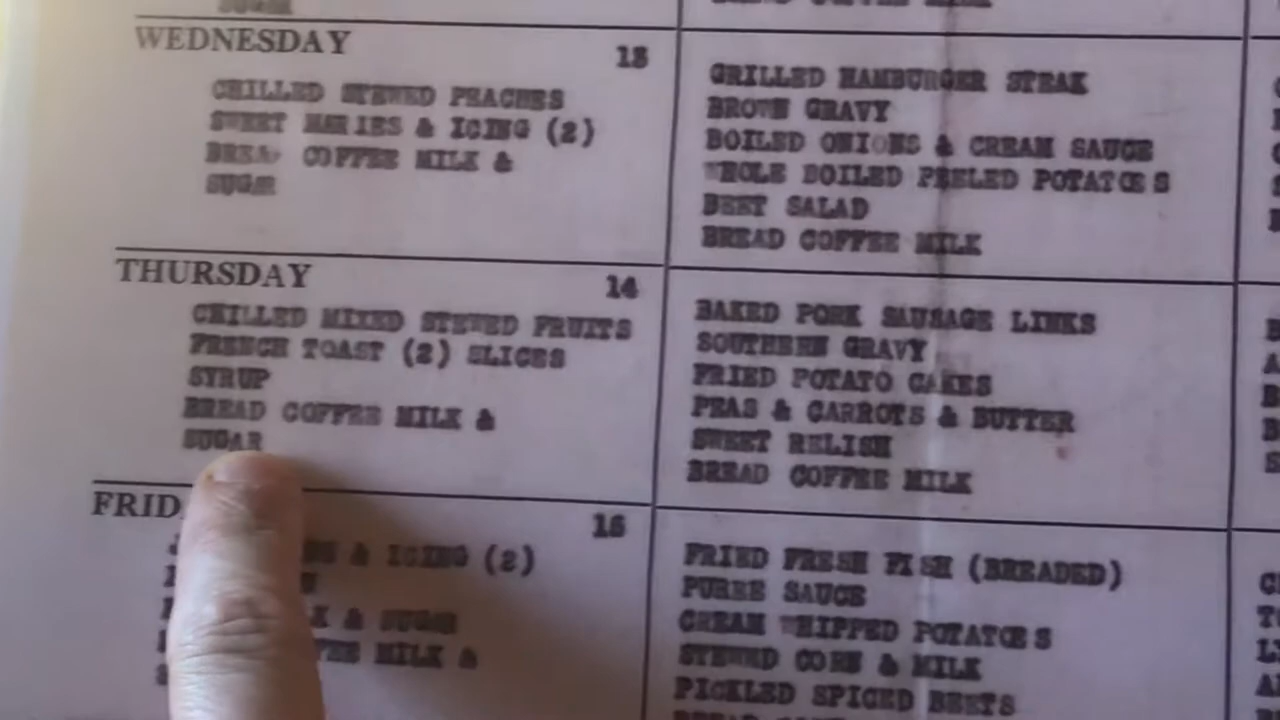 SUGAR
WEDNESDAY 13
CHILLED STEWED PEACHES
SWEET MARIES & ICING (2)
BREAD COFFEE MILK &
SUGAR
GRILLED HAMBURGER STEAK
BROWN GRAVY
BOILED ONIONS & CREAM SAUCE
WHOLE BOILED PEELED POTATOES
BEET SALAD
BREAD COFFEE MILK
THURSDAY 14
CHILLED MIXED STEWED FRUITS
FRENCH TOAST (2) SLICES
SYRUP
BREAD COFFEE MILK &
SUGAR
BAKED PORK SAUSAGE LINKS
SOUTHERN GRAVY
FRIED POTATO CAKES
PEAS & CARROTS & BUTTER
SWEET RELISH
BREAD COFFEE MILK
15
& ICING (2)
& SUGAR
MILK &
FRIED FRESH FISH (BREADED)
PUREE SAUCE
CREAM WHIPPED POTATOES
STEWED CORN & MILK
PICKLED SPICED BEETS